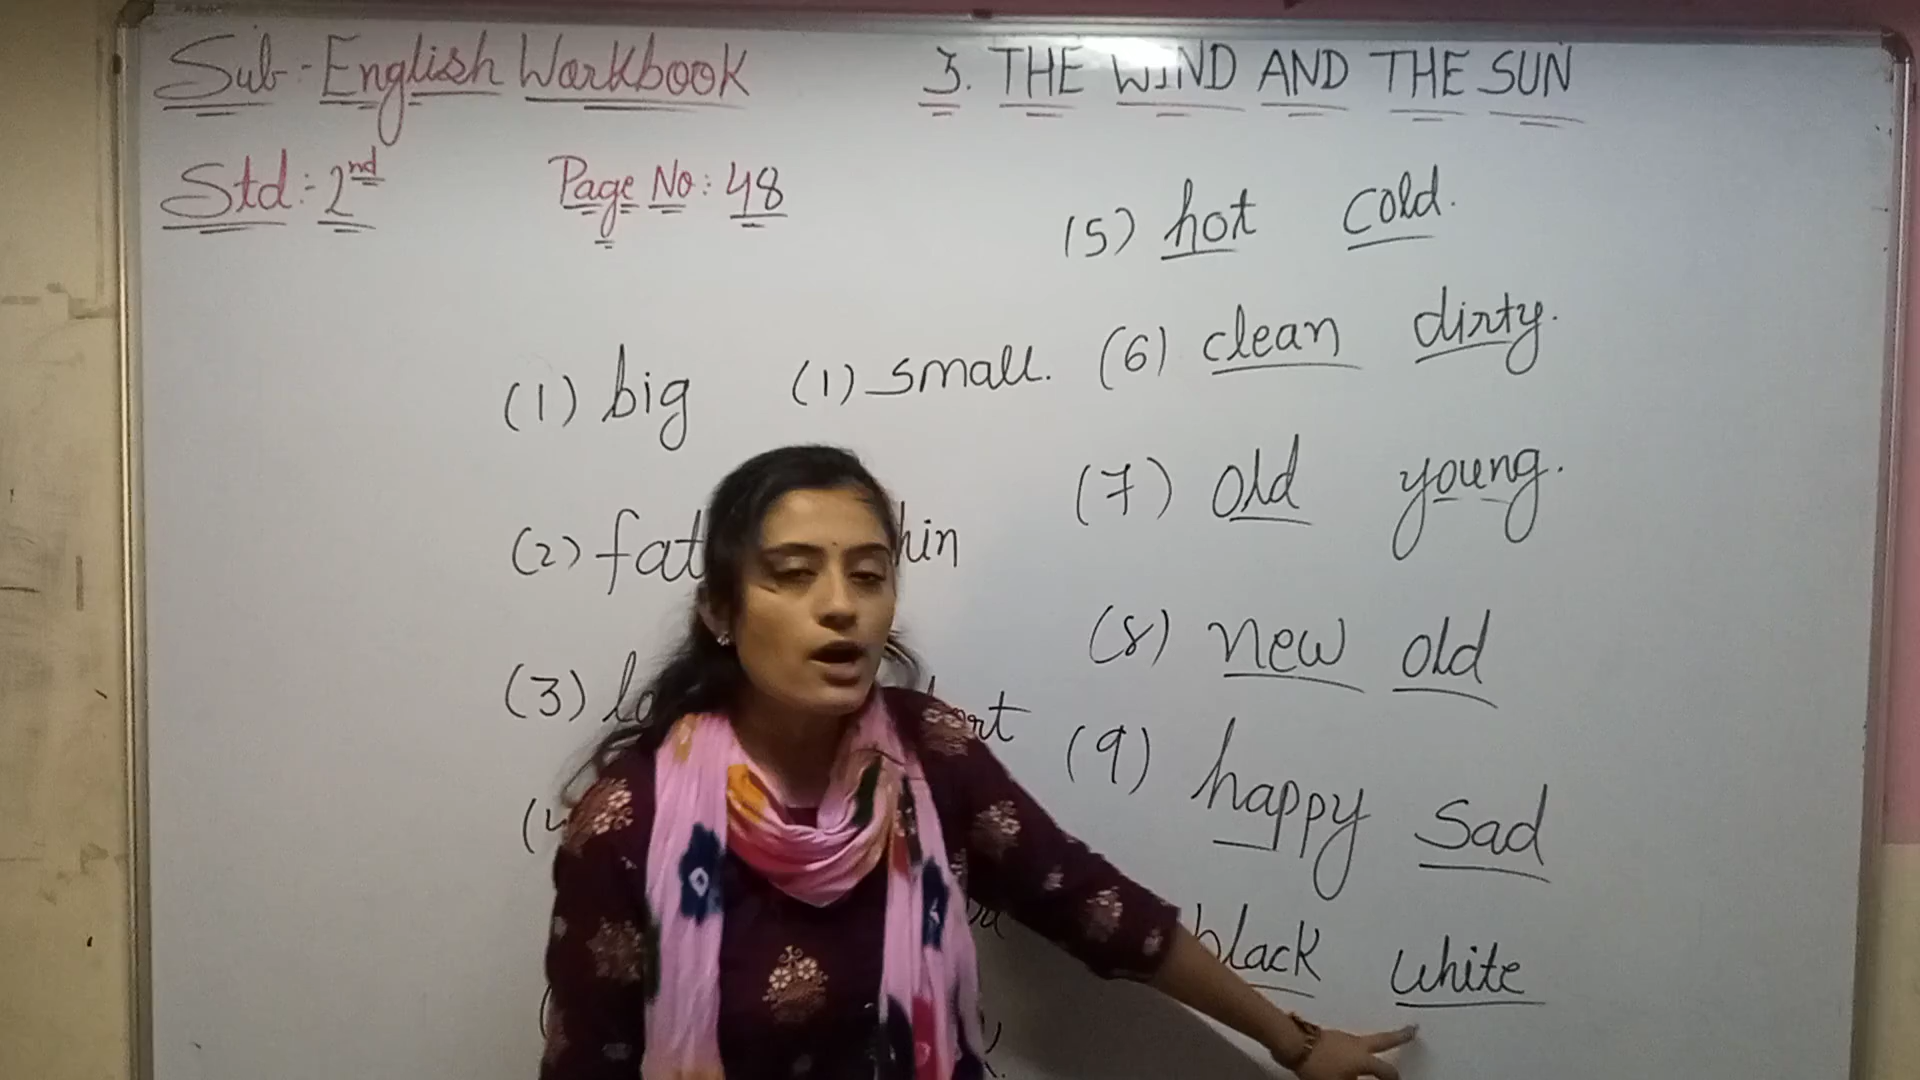 Sub:- English Workbook
3. THE WIND AND THE SUN
Std:- 2nd
Page No: 48
(1) big (1) small.
(2) fat
(3)
(5) hot cold.
(6) clean dirty.
(7) old young.
(8) new old
(9) happy sad
black white